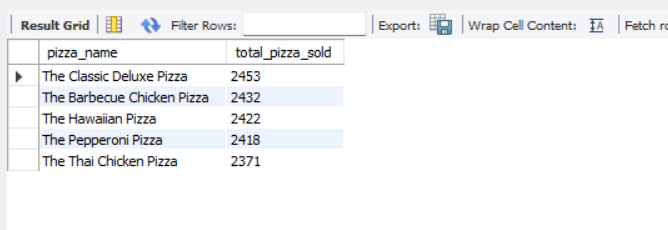 Result Grid Filter Rows: Export: Wrap Cell Content: Fetch
pizza_name total_pizza_sold
The Classic Deluxe Pizza 2453
The Barbecue Chicken Pizza 2432
The Hawaiian Pizza 2422
The Pepperoni Pizza 2418
The Thai Chicken Pizza 2371